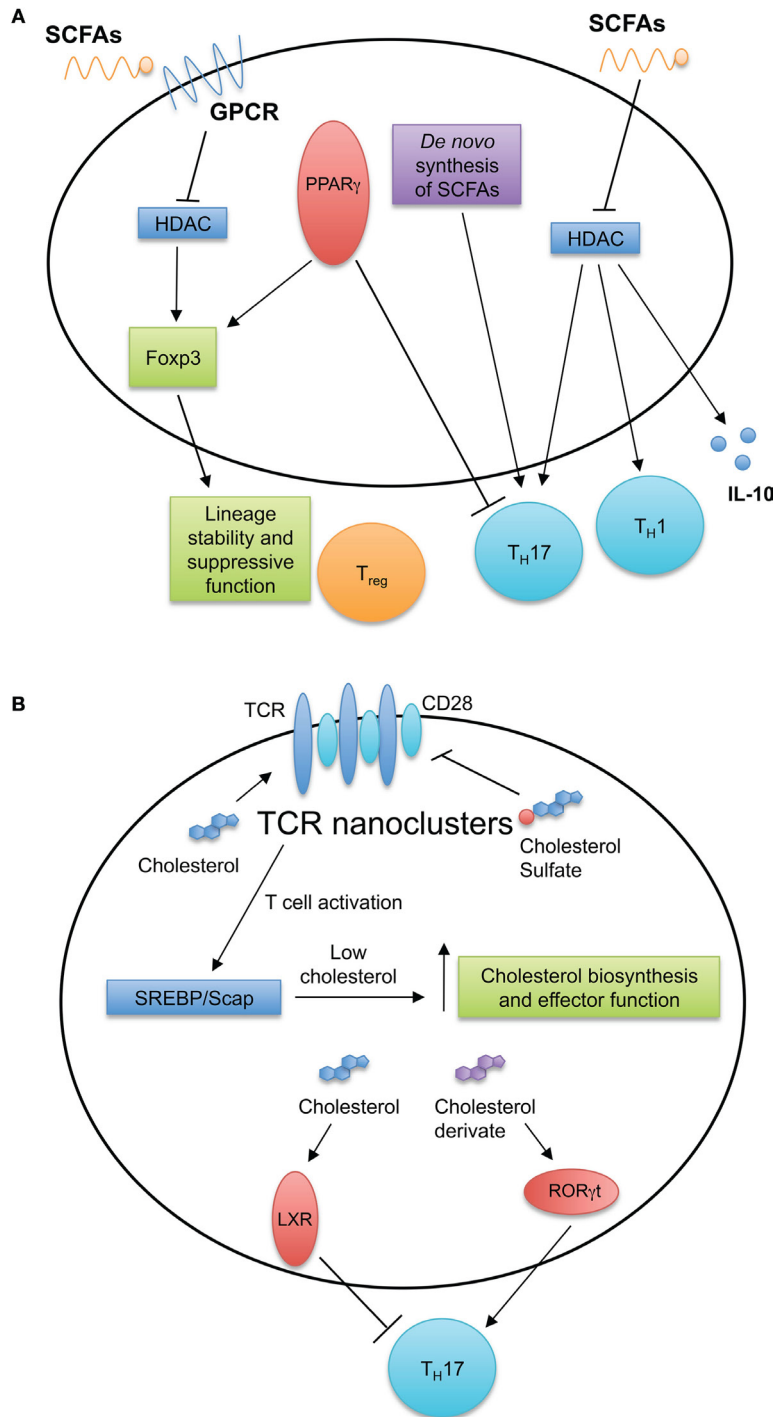 A
SCFAs
SCFAs
GPCR
De novo
synthesis
of SCFAs
PPARγ
HDAC
HDAC
Foxp3
IL-10
Lineage
stability and
suppressive
function
Treg
TH17
TH1
B
TCR
CD28
TCR nanoclusters
Cholesterol
Cholesterol
Sulfate
T cell activation
Low
cholesterol
SREBP/Scap
Cholesterol biosynthesis
and effector function
Cholesterol
Cholesterol
derivate
LXR
RORγt
TH17